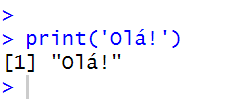 >
> print('Olá!')
[1] "Olá!"
>